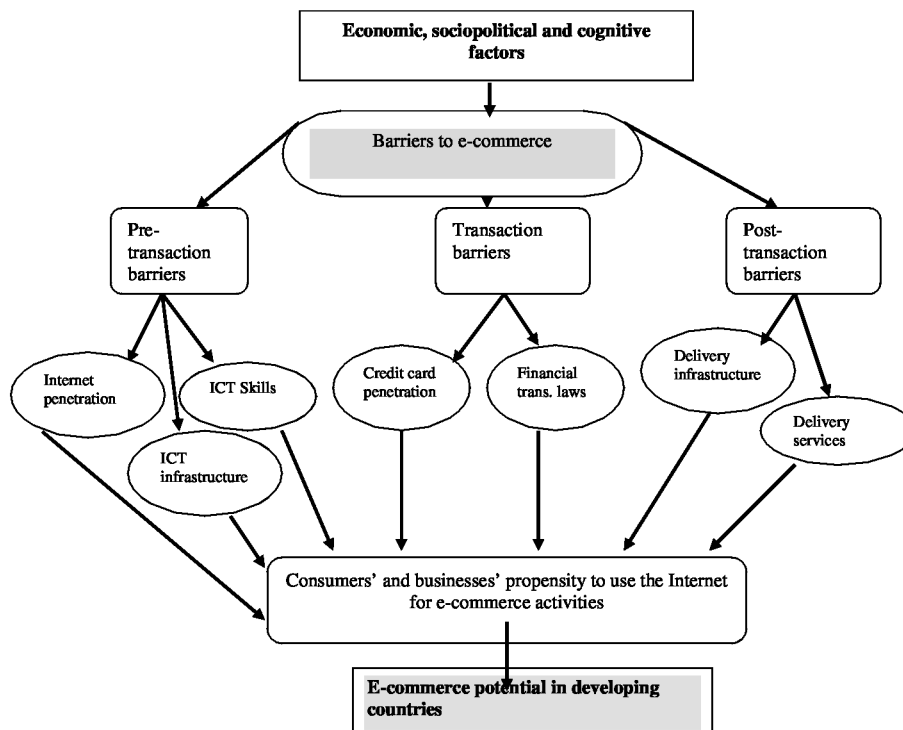 Economic, sociopolitical and cognitive
factors
Barriers to e-commerce
Pre-
transaction
barriers
Transaction
barriers
Post-
transaction
barriers
Internet
penetration
ICT Skills
ICT
infrastructure
Credit card
penetration
Financial
trans. laws
Delivery
infrastructure
Delivery
services
Consumers’ and businesses’ propensity to use the Internet
for e-commerce activities
E-commerce potential in developing
countries